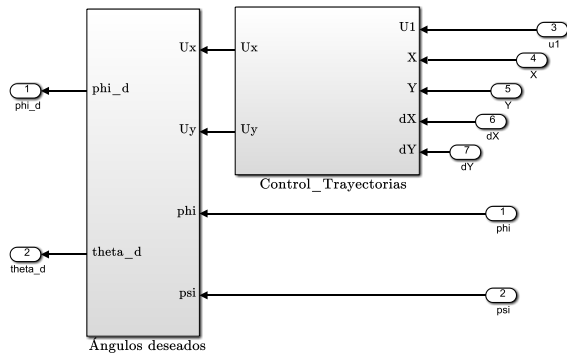 U1
3
u1
Ux
Ux
X
4
X
1
phi_d
phi_d
Y
5
Y
Uy
Uy
dX
6
dX
dY
7
dY
Control_Trayectorias
phi
1
phi
2
theta_d
theta_d
psi
2
psi
Ángulos deseados